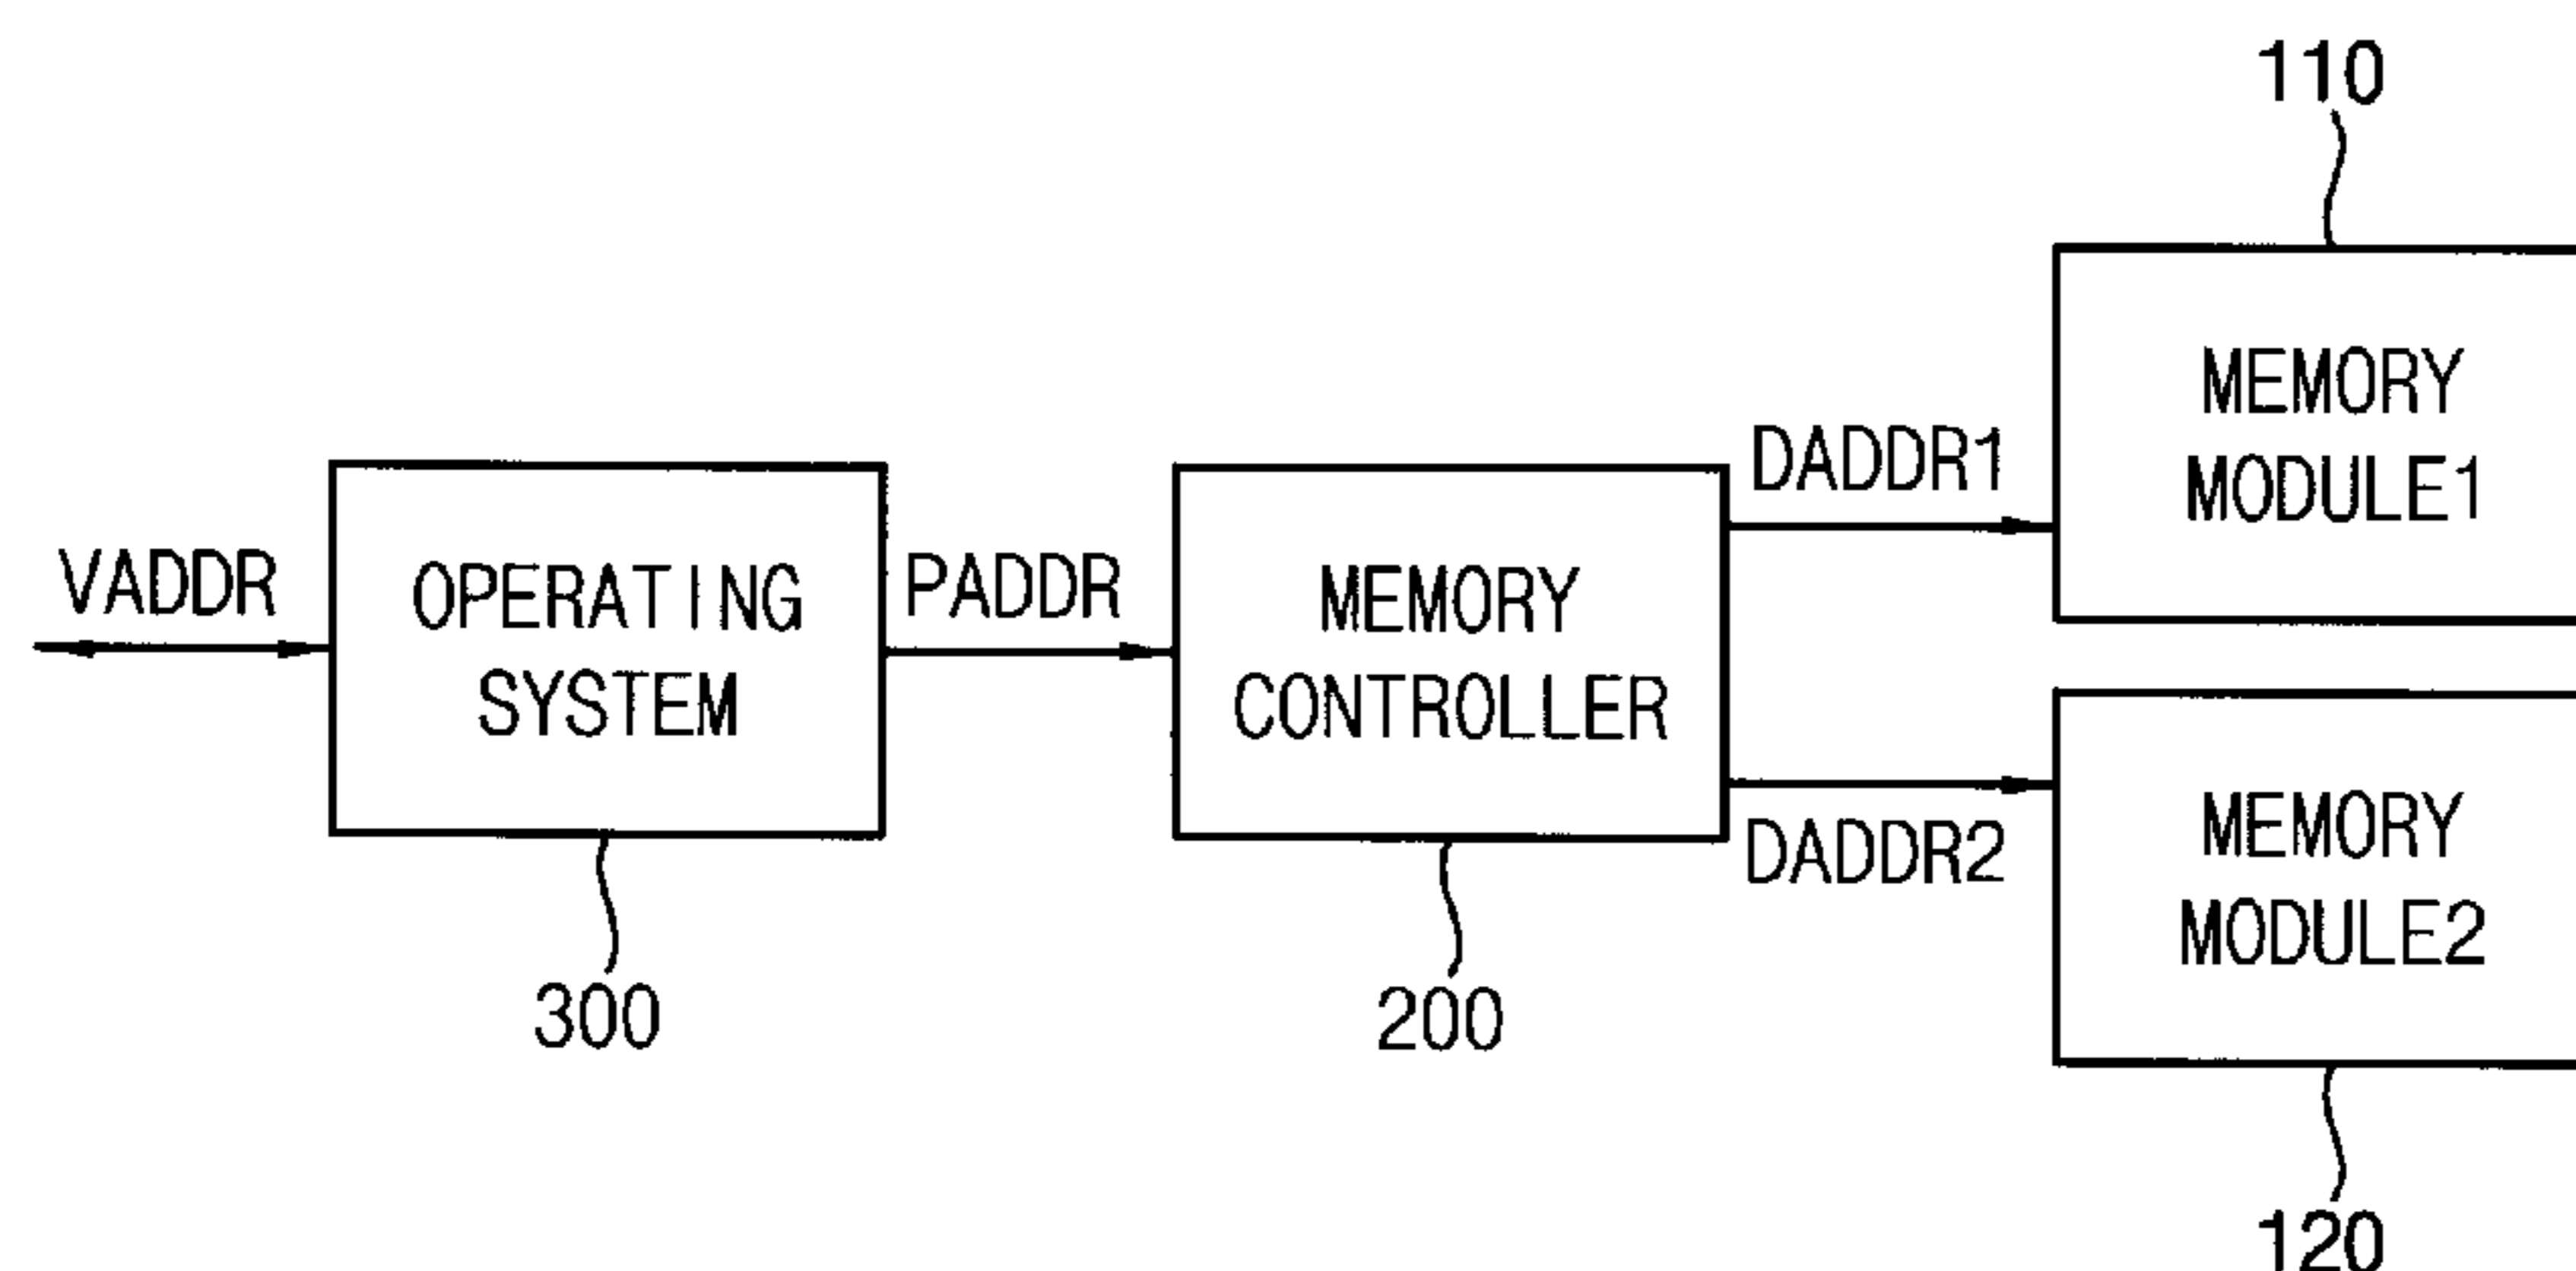 110
MEMORY
MODULE1
DADDR1
VADDR
OPERATING
SYSTEM
PADDR
MEMORY
CONTROLLER
DADDR2
MEMORY
MODULE2
300
200
120